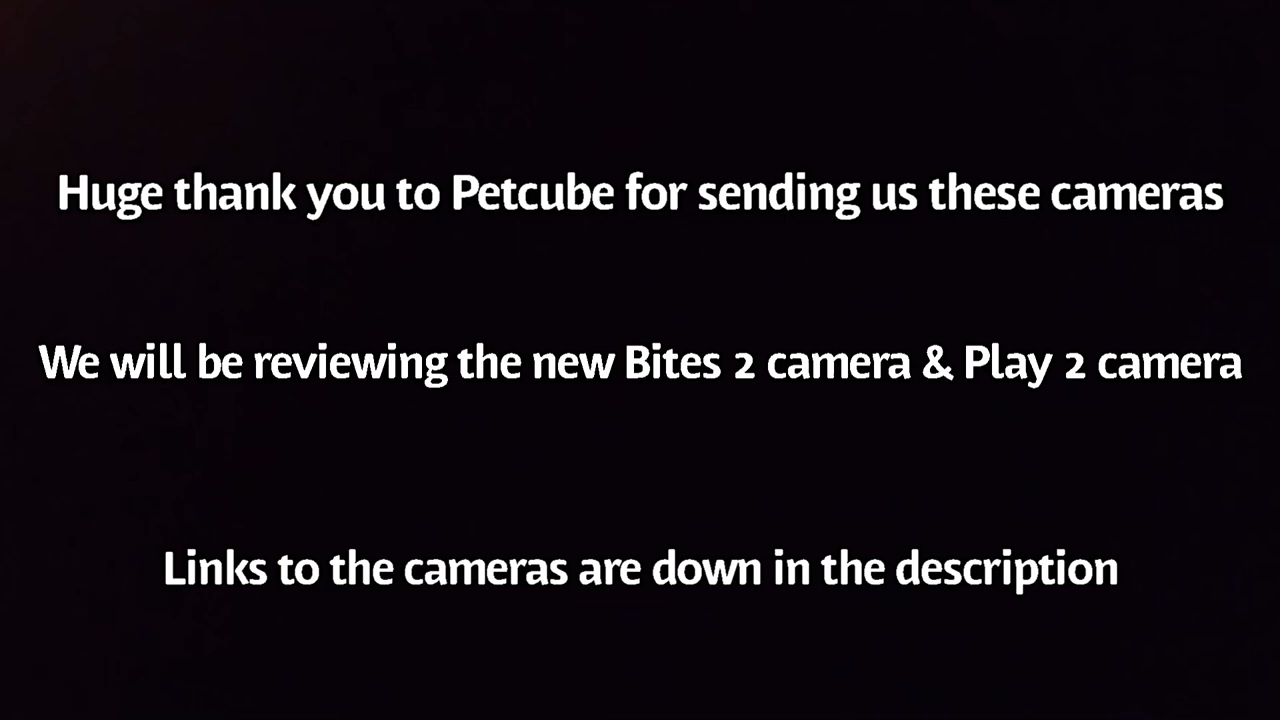 Huge thank you to Petcube for sending us these cameras
We will be reviewing the new Bites 2 camera & Play 2 camera
Links to the cameras are down in the description